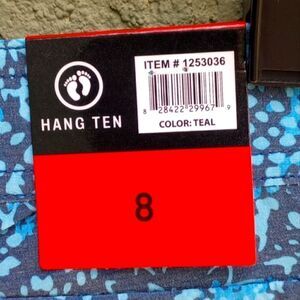 ITEM # 1253036
8 28422 29967 9
HANG TEN
COLOR: TEAL
8